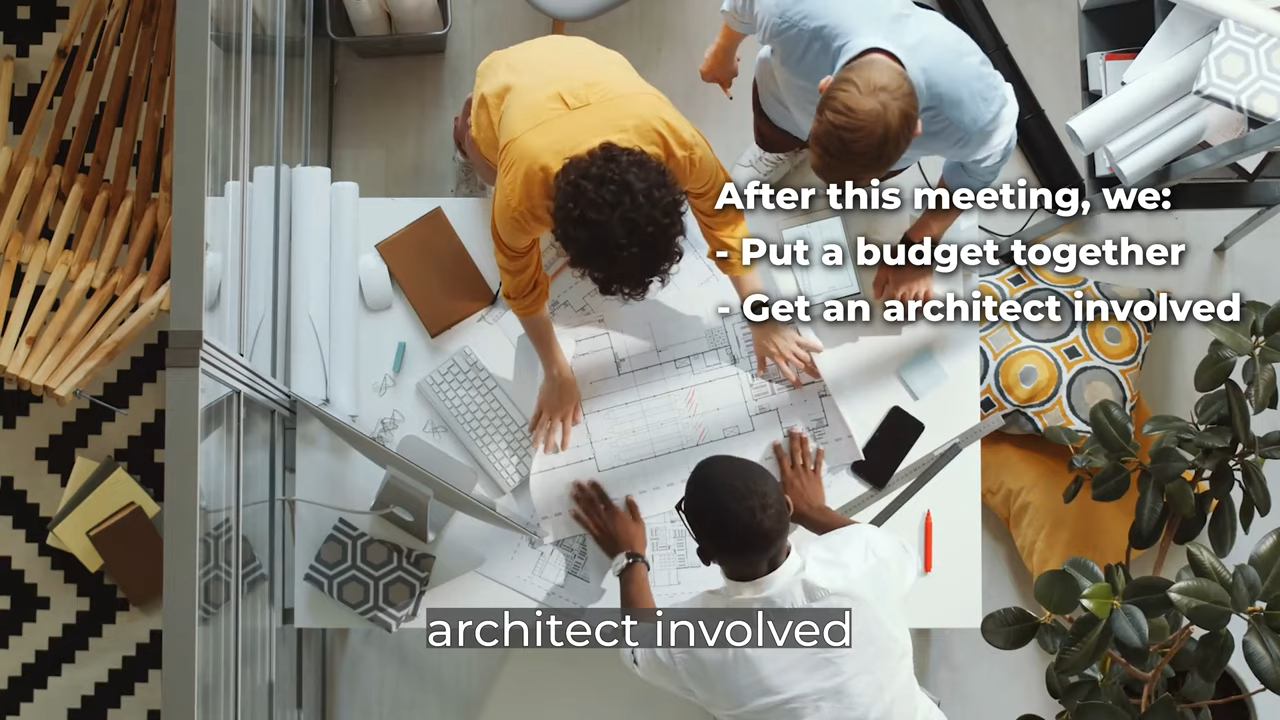 After this meeting, we:
- Put a budget together
- Get an architect involved
architect involved